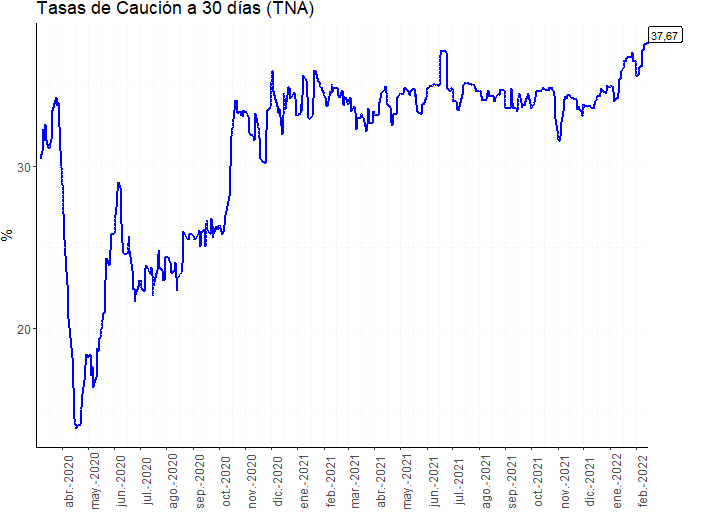 Tasas de Caución a 30 días (TNA)
37,67
30
20
%
abr.-2020
may.-2020
jun.-2020
jul.-2020
ago.-2020
sep.-2020
oct.-2020
nov.-2020
dic.-2020
ene.-2021
feb.-2021
mar.-2021
abr.-2021
may.-2021
jun.-2021
jul.-2021
ago.-2021
sep.-2021
oct.-2021
nov.-2021
dic.-2021
ene.-2022
feb.-2022